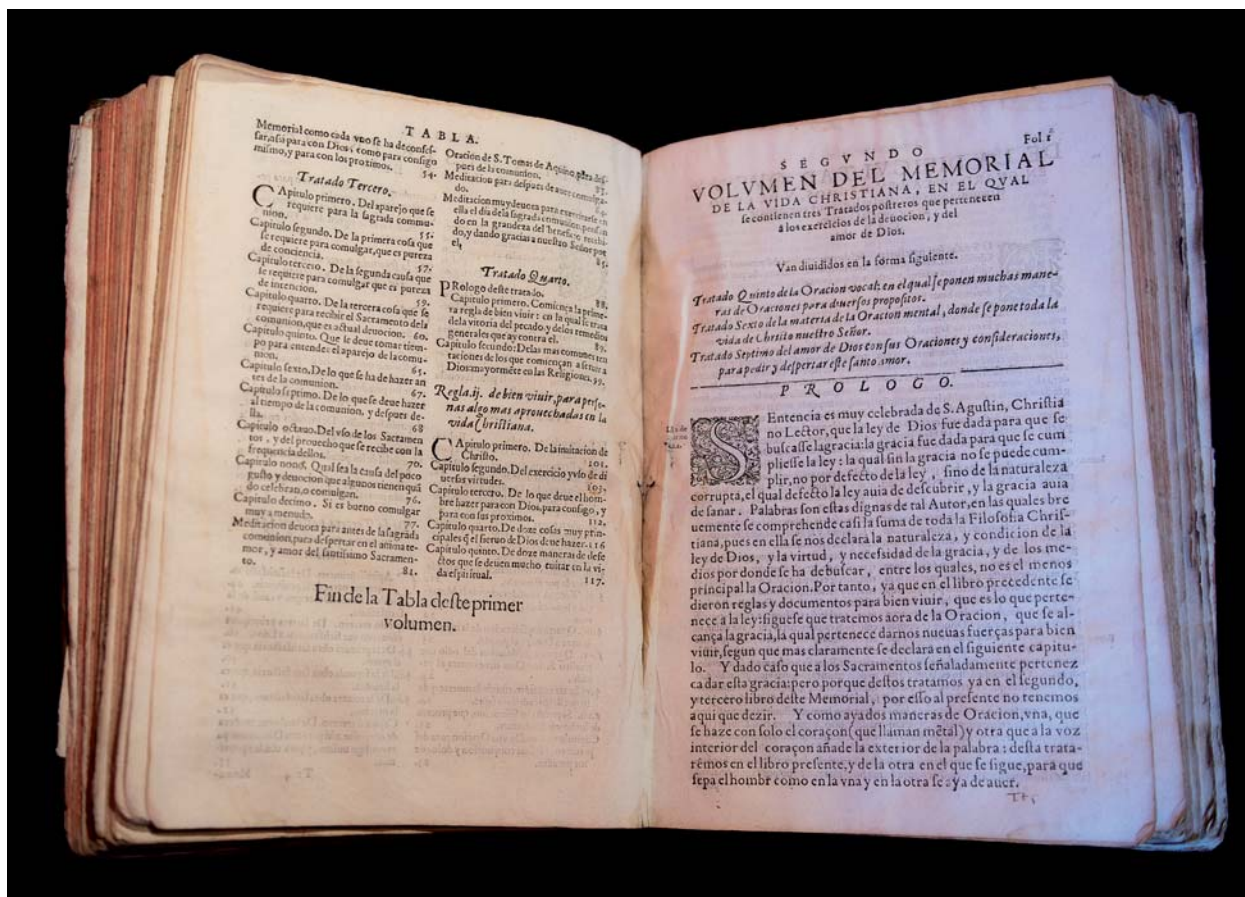 TABLA.
Memorial como cada vno se ha de confes-
sar, assi para con Dios, como para consigo
mismo, y para con los proximos. 54.
Tratado Tercero.
CApitulo primero. Del aparejo que se
requiere para la sagrada commu-
nion. 55.
Capitulo segundo. De la primera cosa que
se requiere para comulgar, que es pureza
de conciencia. 57.
Capitulo tercero. De la segunda causa que
se requiere para comulgar que es pureza
de intencion. 59.
Capitulo quarto. De la tercera cosa que se
requiere para recibir el Sacramento dela
comunion, que es actual deuocion. 60.
Capitulo quinto. Que se deue tomar tiem-
po para entender el aparejo de la comu-
nion. 65.
Capitulo sexto. De lo que se ha de hazer an
tes de la comunion. 67.
Capitulo septimo. De lo que se deue hazer
al tiempo de la comunion, y despues de-
lla. 68
Capitulo octauo. Del vso de los Sacramen
tos, y del prouecho que se recibe con la
frequencia dellos. 70.
Capitulo nono. Qual sea la causa del poco
gusto y deuocion que algunos tienen quã
do celebran, o comulgan. 76.
Capitulo decimo. Si es bueno comulgar
muy a menudo. 77.
Meditacion deuota para antes de la sagrada
comunion, para despertar en el anima te-
mor, y amor del santissimo Sacramen-
to. 81.
Oracion de S. Tomas de Aquino, para des-
pues de la comunion. 83.
Meditacion para despues de auer comulga-
do. 84.
Meditacion muy deuota para exercitarse en
ella el dia de la sagrada comunion, pensan
do en la grandeza del beneficio recebi-
do, y dando gracias a nuestro Señor por
el, 85.
Tratado Quarto.
PRologo deste tratado. 88.
Capitulo primero. Comiença la prime-
ra regla de bien viuir: en la qual se trata
dela vitoria del pecado, y delos remedios
generales que ay contra el. 89.
Capitulo secundo: Delas mas comunes ten
taciones de los que comiençan a seruir a
Dios: mayormẽte en las Religiones. 99.
Regla.ij. de bien viuir, para perso-
nas algo mas aprouechadas en la
vida Christiana.
CApitulo primero. De la imitacion de
Christo. 101.
Capitulo segundo. Del exercicio y vso de di
uersas virtudes. 103.
Capitulo tercero. De lo que deue el hom-
bre hazer para con Dios, para consigo, y
para con sus proximos. 112.
Capitulo quarto. De doze cosas muy prin-
cipales q̃ el sieruo de Dios deue hazer. 116
Capitulo quinto. De doze maneras de defe
ctos que se deuen mucho euitar en la vi-
da espiritual. 117.
Fin de la Tabla deste primer
volumen.
Fol 1
SEGVNDO
VOLVMEN DEL MEMORIAL
DE LA VIDA CHRISTIANA, EN EL QVAL
se contienen tres Tratados postreros que pertenecen
á los exercicios de la deuocion, y del
amor de Dios.
Van diuididos en la forma siguiente.
Tratado Quinto de la Oracion vocal: en el qual se ponen muchas mane-
ras de Oraciones para diuersos propositos.
Tratado Sexto de la materia de la Oracion mental, donde se pone toda la
vida de Christo nuestro Señor.
Tratado Septimo del amor de Dios con sus Oraciones y consideraciones,
para pedir y despertar este santo amor.
PROLOGO.
SEntencia es muy celebrada de S. Agustin, Christia
no Lector, que la ley de Dios fue dada para que se
buscasse la gracia: la gracia fue dada para que se cum
pliesse la ley: la qual sin la gracia no se puede cum-
plir, no por defecto de la ley, sino de la naturaleza
corrupta, el qual defecto la ley auia de descubrir, y la gracia auia
de sanar. Palabras son estas dignas de tal Autor, en las quales bre
uemente se comprehende casi la suma de toda la Filosofia Chris-
tiana, pues en ella se nos declara la naturaleza, y condicion de la
ley de Dios, y la virtud, y necessidad de la gracia, y de los me-
dios por donde se ha de buscar, entre los quales, no es el menos
principal la Oracion. Por tanto, ya que en el libro precedente se
dieron reglas y documentos para bien viuir, que es lo que perte-
nece a la ley: siguese que tratemos aora de la Oracion, que se al-
cança la gracia, la qual pertenece darnos nueuas fuerças para bien
viuir, segun que mas claramente se declara en el siguiente capitu-
lo. Y dado caso que a los Sacramentos señaladamente pertenez
ca dar esta gracia: pero porque destos tratamos ya en el segundo,
y tercero libro deste Memorial, por esso al presente no tenemos
aqui que dezir. Y como aya dos maneras de Oracion, vna, que
se haze con solo el coraçon (que llaman mẽtal) y otra que a la voz
interior del coraçon añade la exterior de la palabra: desta trata-
rémos en el libro presente, y de la otra en el que se sigue, para que
sepa el hombr como en la vna y en la otra se aya de auer.